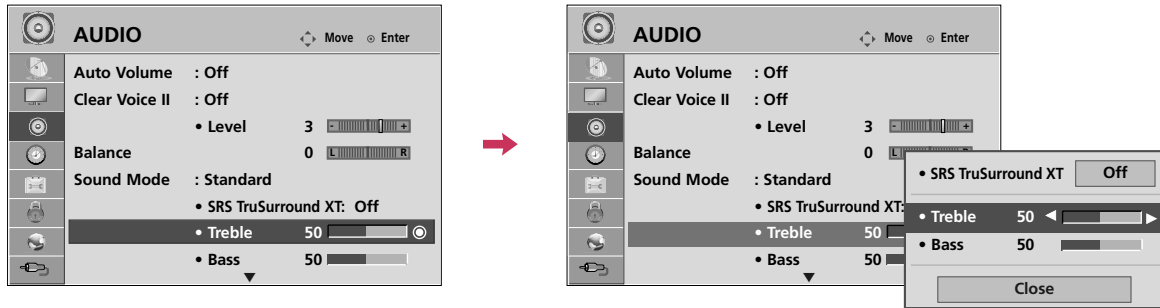 AUDIO
Move Enter
Auto Volume : Off
Clear Voice II : Off
• Level 3 - +
Balance 0 L R
Sound Mode : Standard
• SRS TruSurround XT: Off
• Treble 50
• Bass 50
AUDIO
Move Enter
Auto Volume : Off
Clear Voice II : Off
• Level 3 - +
Balance 0 L
Sound Mode : Standard
• SRS TruSurround XT:
• Treble 50
• Bass 50
• SRS TruSurround XT Off
• Treble 50
• Bass 50
Close